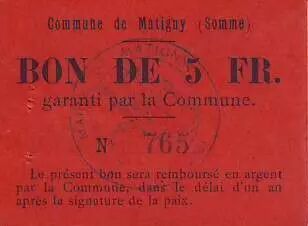 Commune de Matigny (Somme)
BON DE 5 FR.
garanti par la Commune.
N° 765
Le présent bon sera remboursé en argent
par la Commune, dans le délai d'un an
après la signature de la paix.
MATIGNY